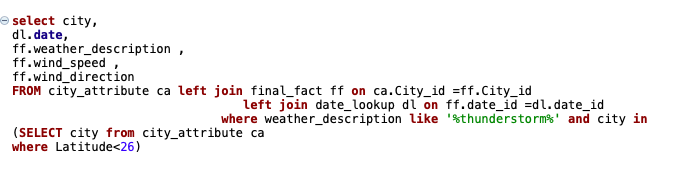 select city,
dl.date,
ff.weather_description ,
ff.wind_speed ,
ff.wind_direction
FROM city_attribute ca left join final_fact ff on ca.City_id =ff.City_id
left join date_lookup dl on ff.date_id =dl.date_id
where weather_description like '%thunderstorm%' and city in
(SELECT city from city_attribute ca
where Latitude<26)